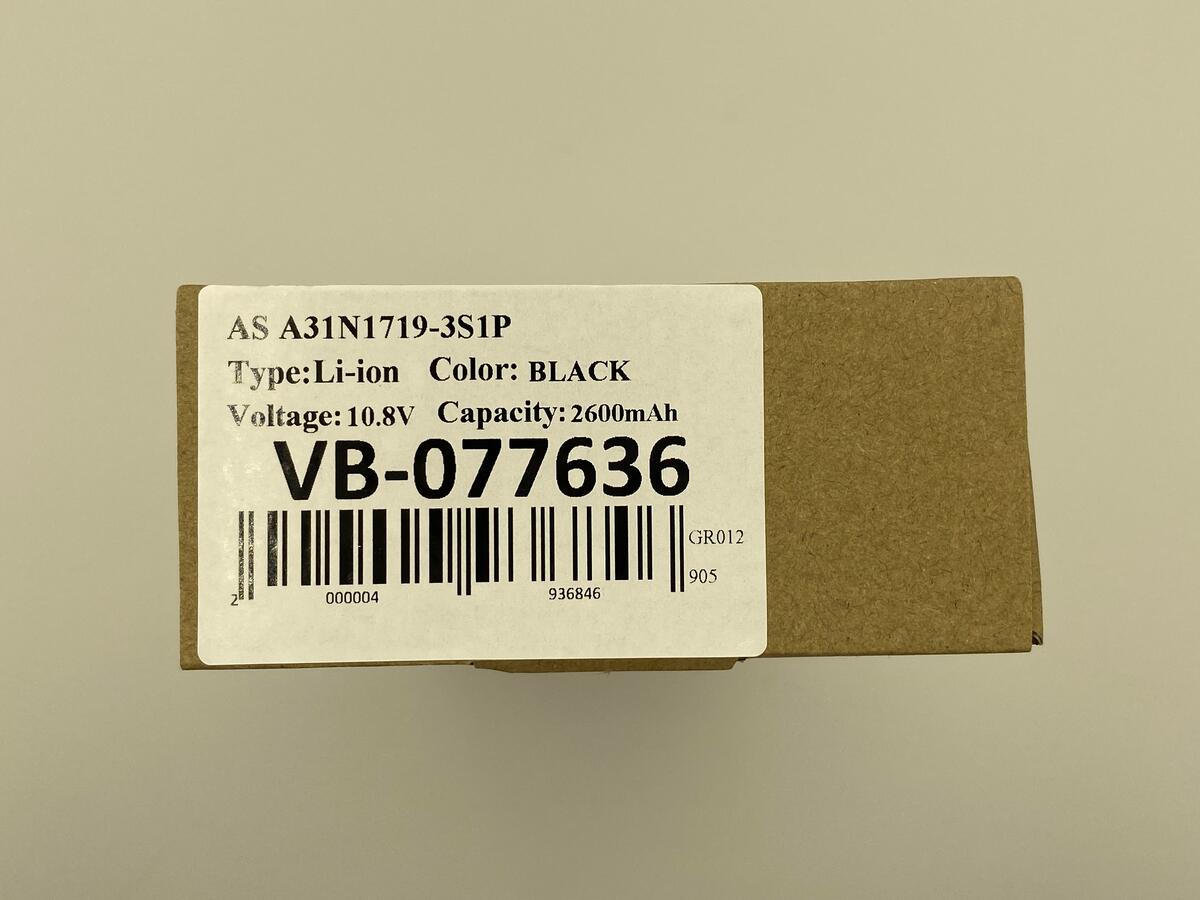 AS A31N1719-3S1P
Type:Li-ion Color: BLACK
Voltage: 10.8V Capacity: 2600mAh
VB-077636
GR012
905
2 000004 936846